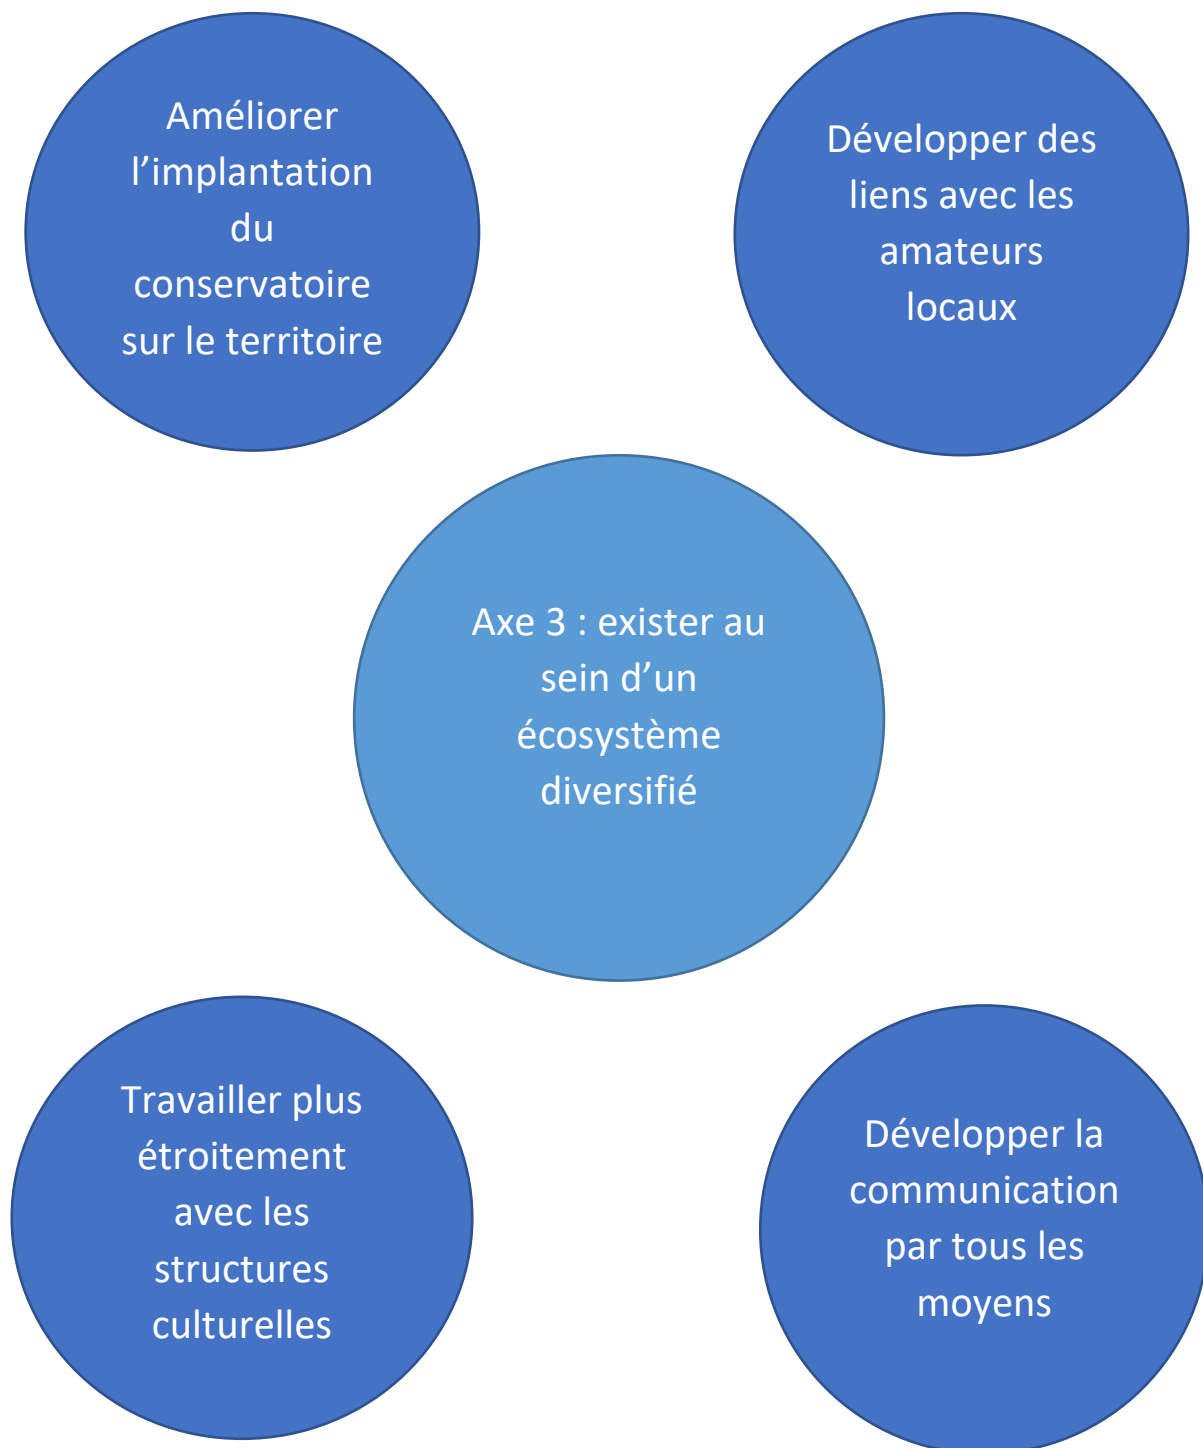 Améliorer
l’implantation
du
conservatoire
sur le territoire
Développer des
liens avec les
amateurs
locaux
Axe 3 : exister au
sein d’un
écosystème
diversifié
Travailler plus
étroitement
avec les
structures
culturelles
Développer la
communication
par tous les
moyens